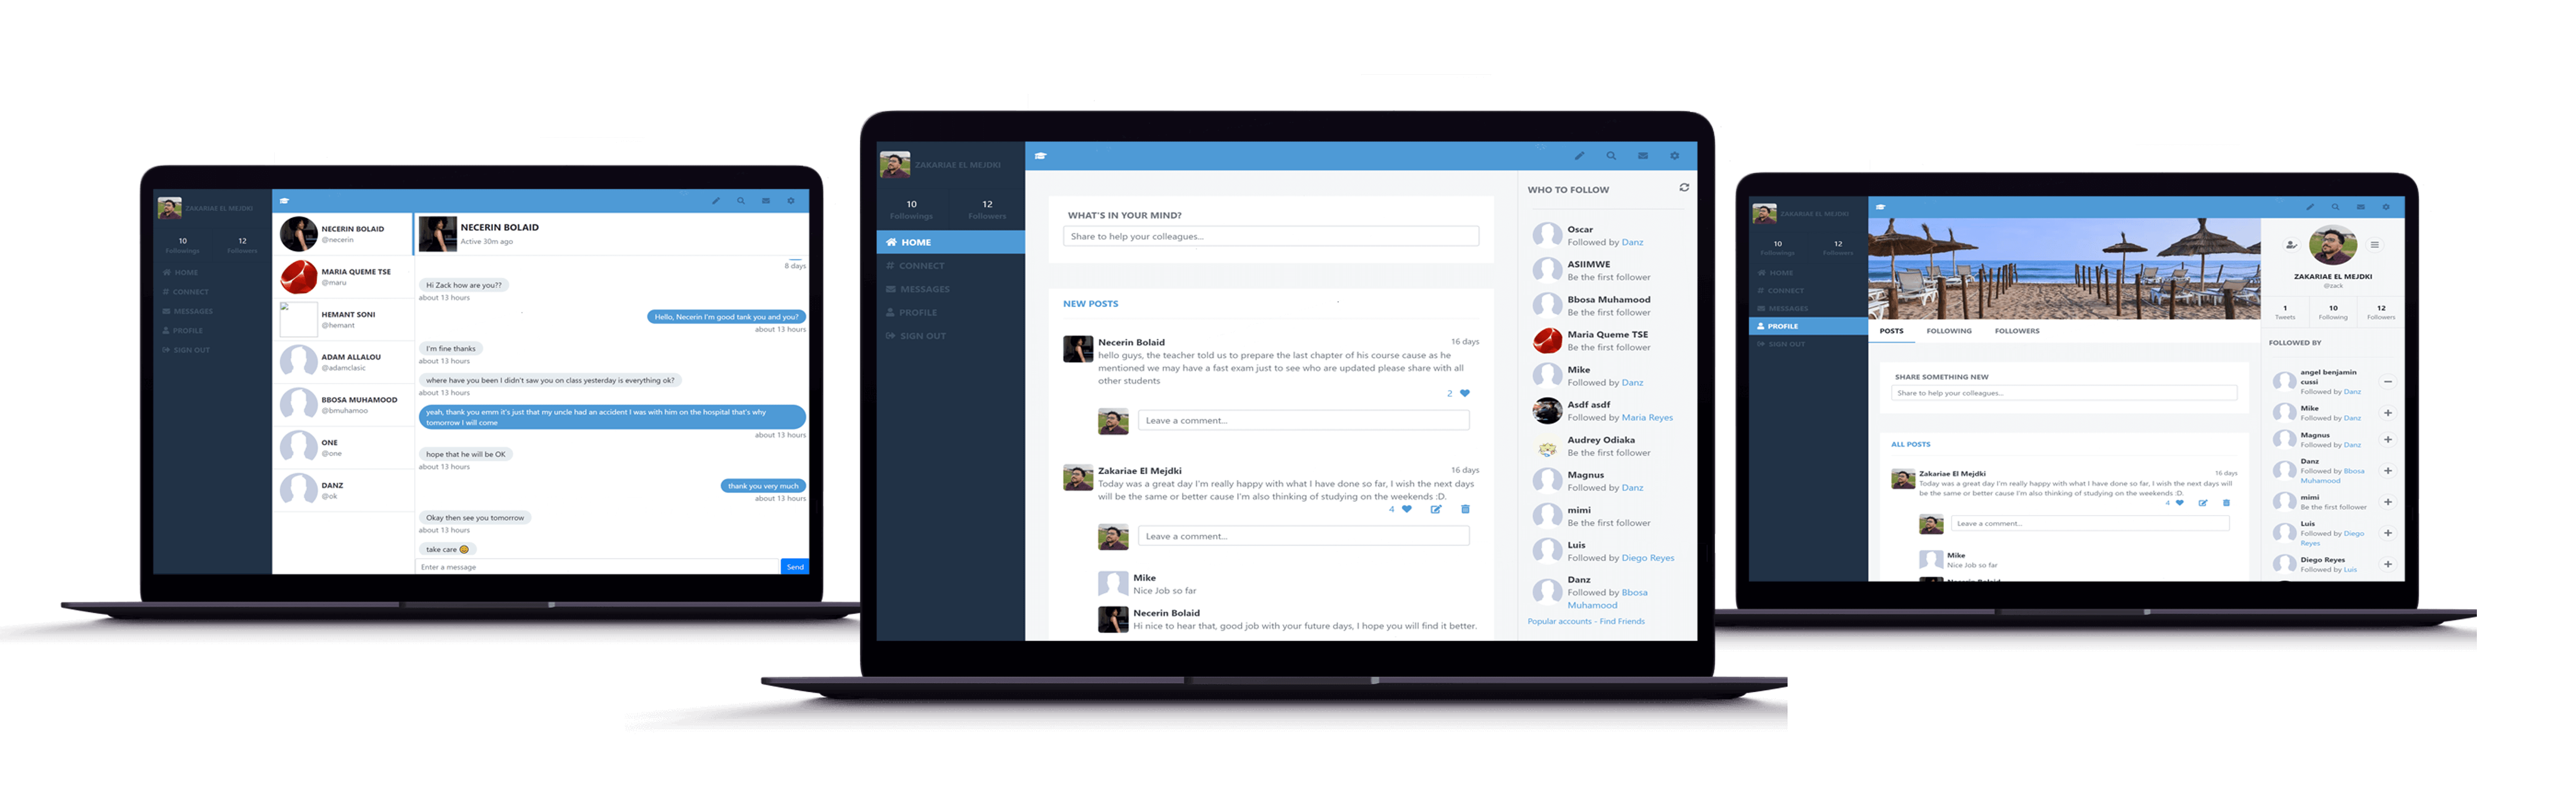 ZAKARIAE EL MEJDKI
10
Followings
12
Followers
HOME
CONNECT
MESSAGES
PROFILE
SIGN OUT
NECERIN BOLAID
@necerin
MARIA QUEME TSE
@maru
HEMANT SONI
@hemant
ADAM ALLALOU
@adamclasic
BBOSA MUHAMOOD
@bmuhamoo
ONE
@one
DANZ
@ok
NECERIN BOLAID
Active 30m ago
8 days
Hi Zack how are you??
about 13 hours
Hello, Necerin I'm good tank you and you?
about 13 hours
I'm fine thanks
about 13 hours
where have you been I didn't saw you on class yesterday is everything ok?
about 13 hours
yeah, thank you emm it's just that my uncle had an accident I was with him on the hospital that's why
tomorrow I will come
about 13 hours
hope that he will be OK
about 13 hours
thank you very much
about 13 hours
Okay then see you tomorrow
about 13 hours
take care
Enter a message
Send
ZAKARIAE EL MEJDKI
10
Followings
12
Followers
HOME
CONNECT
MESSAGES
PROFILE
SIGN OUT
WHAT'S IN YOUR MIND?
Share to help your colleagues...
NEW POSTS
Necerin Bolaid
16 days
hello guys, the teacher told us to prepare the last chapter of his course cause as he
mentioned we may have a fast exam just to see who are updated please share with all
other students
2
Leave a comment...
Zakariae El Mejdki
16 days
Today was a great day I'm really happy with what I have done so far, I wish the next days
will be the same or better cause I'm also thinking of studying on the weekends :D.
4
Leave a comment...
Mike
Nice Job so far
Necerin Bolaid
Hi nice to hear that, good job with your future days, I hope you will find it better.
WHO TO FOLLOW
Oscar
Followed by Danz
ASIIMWE
Be the first follower
Bbosa Muhamood
Be the first follower
Maria Queme TSE
Be the first follower
Mike
Followed by Danz
Asdf asdf
Followed by Maria Reyes
Audrey Odiaka
Be the first follower
Magnus
Followed by Danz
mimi
Be the first follower
Luis
Followed by Diego Reyes
Danz
Followed by Bbosa
Muhamood
Popular accounts - Find Friends
ZAKARIAE EL MEJDKI
10
Followings
12
Followers
HOME
CONNECT
MESSAGES
PROFILE
SIGN OUT
POSTS
FOLLOWING
FOLLOWERS
SHARE SOMETHING NEW
Share to help your colleagues...
ALL POSTS
Zakariae El Mejdki
16 days
Today was a great day I'm really happy with what I have done so far, I wish the next days will
be the same or better cause I'm also thinking of studying on the weekends :D.
4
Leave a comment...
Mike
Nice Job so far
Necerin Bolaid
ZAKARIAE EL MEJDKI
@zack
1
Tweets
10
Following
12
Followers
FOLLOWED BY
angel benjamin
cussi
Followed by Danz
Mike
Followed by Danz
Magnus
Followed by Danz
Danz
Followed by Bbosa
Muhamood
mimi
Be the first follower
Luis
Followed by Diego
Reyes
Diego Reyes
Followed by Luis